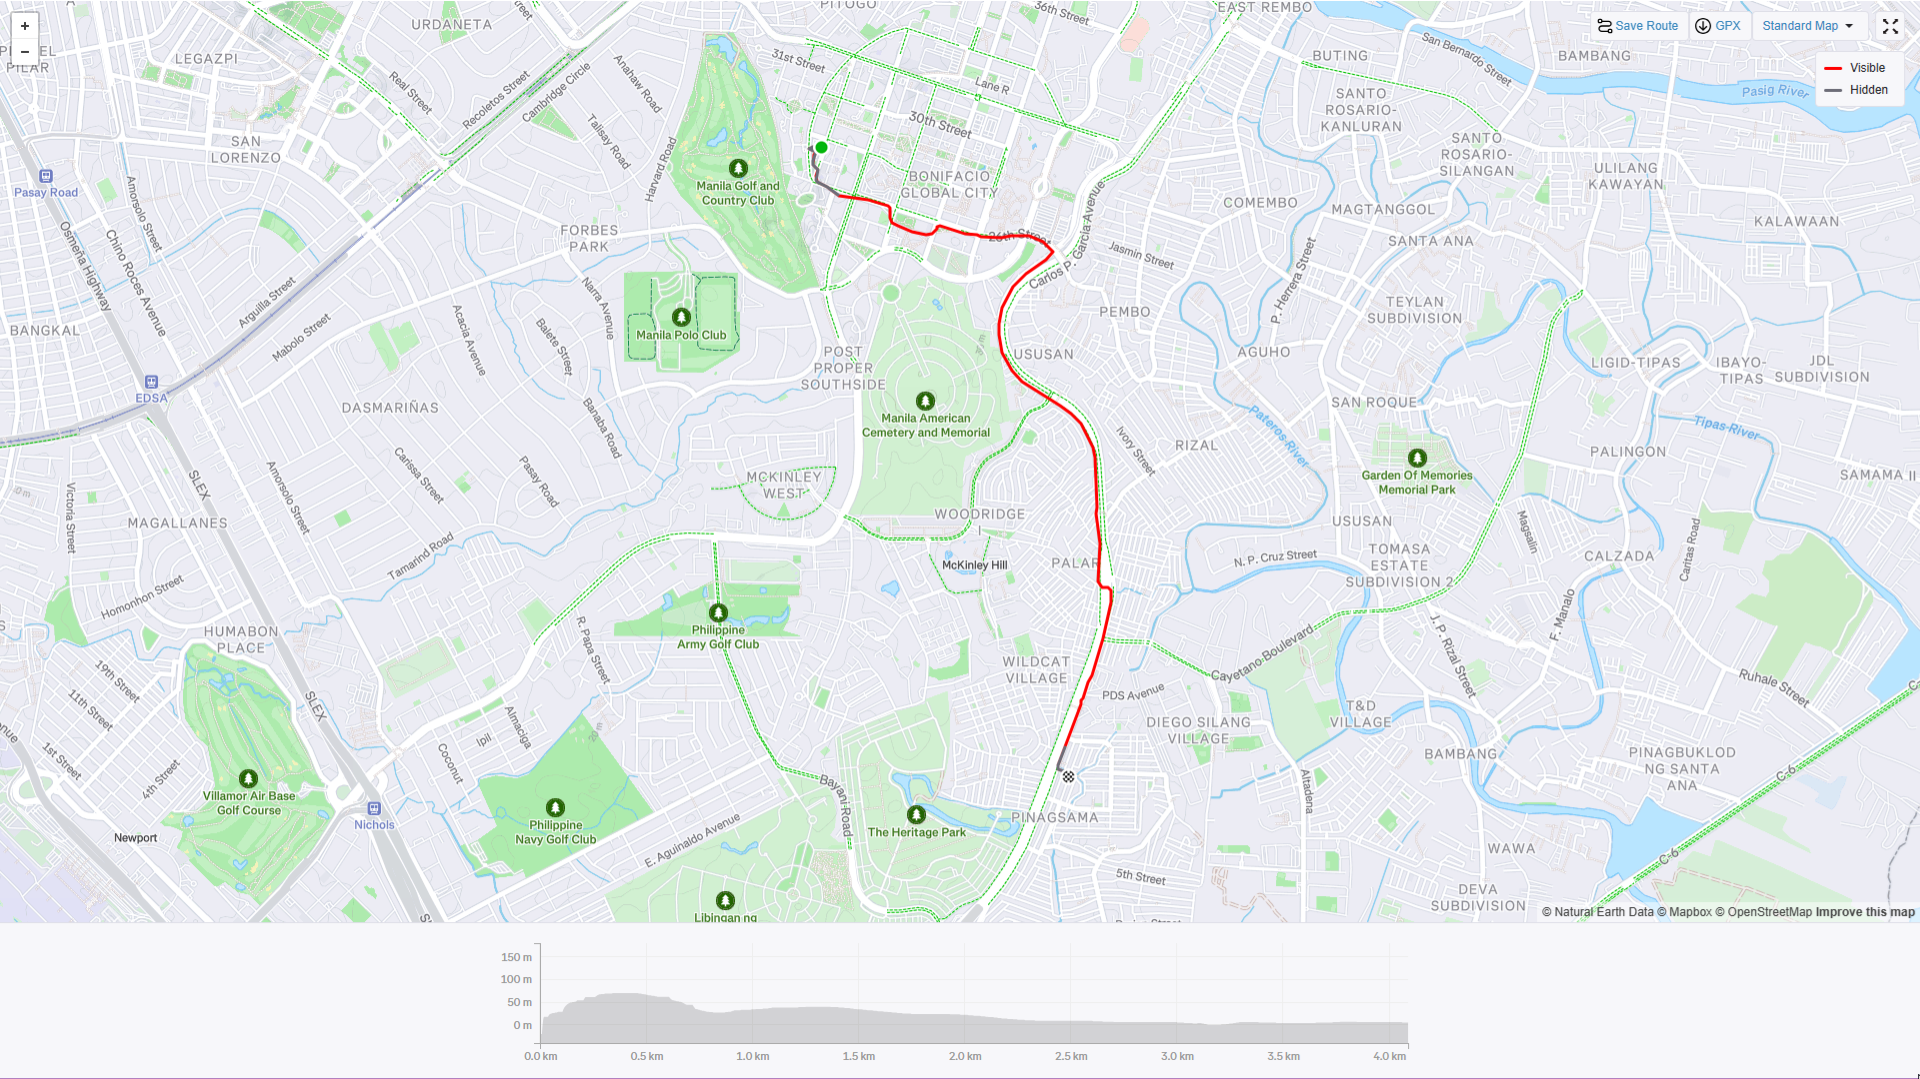 +
−
Save Route
GPX
Standard Map
Visible
Hidden
PITOGO
36th Street
EAST REMBO
URDANETA
LEGAZPI
PILAR
31st Street
Lane R
30th Street
BUTING
San Bernardo Street
BAMBANG
Pasig River
Real Street
Recoletos Street
Cambridge Circle
Anahaw Road
Talisay Road
Harvard Road
SAN
LORENZO
SANTO
ROSARIO-
KANLURAN
SANTO
ROSARIO-
SILANGAN
ULILANG
KAWAYAN
Pasay Road
Amorsolo Street
Manila Golf and
Country Club
BONIFACIO
GLOBAL CITY
COMEMBO
MAGTANGGOL
KALAWAAN
Osmeña Highway
Chino Roces Avenue
FORBES
PARK
26th Street
Carlos P. Garcia Avenue
Jasmin Street
SANTA ANA
P. Herrera Street
Arguilla Street
Mabolo Street
Narra Avenue
Acacia Avenue
Balete Street
Manila Polo Club
PEMBO
TEYLAN
SUBDIVISION
BANGKAL
POST
PROPER
SOUTHSIDE
USUSAN
AGUHO
LIGID-TIPAS
IBAYO-
TIPAS
JDL
SUBDIVISION
EDSA
DASMARIÑAS
Banaba Road
Manila American
Cemetery and Memorial
SAN ROQUE
Pateros River
Tipas River
Ivory Street
RIZAL
PALINGON
Carissa Street
Pasay Road
Amorsolo Street
SLEX
Victoria Street
MCKINLEY
WEST
Garden Of Memories
Memorial Park
SAMAMA II
MAGALLANES
WOODRIDGE
USUSAN
Magsalin
Caritas Road
Tamarind Road
McKinley Hill
PALAR
N. P. Cruz Street
TOMASA
ESTATE
SUBDIVISION 2
CALZADA
Homonhon Street
HUMABON
PLACE
R. Papa Street
Philippine
Army Golf Club
F. Manalo
J. P. Rizal Street
Cayetano Boulevard
19th Street
11th Street
WILDCAT
VILLAGE
PDS Avenue
Ruhale Street
SLEX
1st Street
4th Street
Almaciga
Ipil
Coconut
20 m
DIEGO SILANG
VILLAGE
T&D
VILLAGE
BAMBANG
PINAGBUKLOD
NG SANTA
ANA
C-6
Villamor Air Base
Golf Course
Nichols
Newport
Philippine
Navy Golf Club
E. Aguinaldo Avenue
Bayani Road
The Heritage Park
PINAGSAMA
Altadena
WAWA
C-6
5th Street
DEVA
SUBDIVISION
Libingan ng
© Natural Earth Data © Mapbox © OpenStreetMap Improve this map
150 m
100 m
50 m
0 m
0.0 km
0.5 km
1.0 km
1.5 km
2.0 km
2.5 km
3.0 km
3.5 km
4.0 km